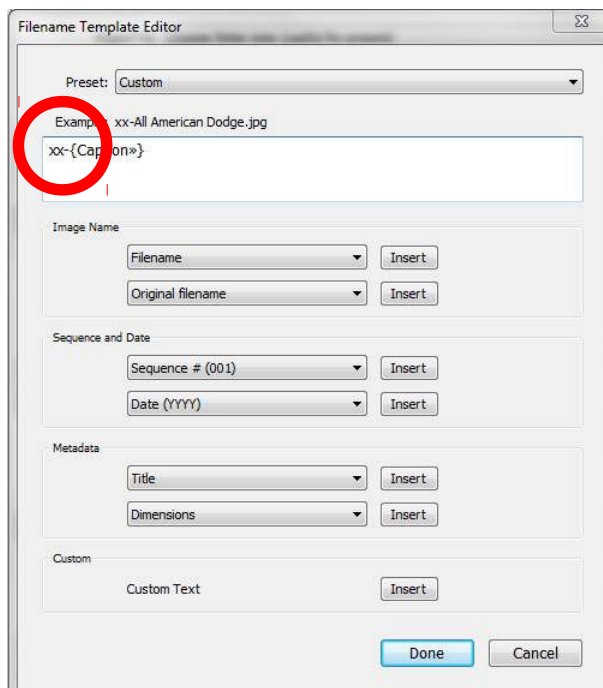 Filename Template Editor
Preset: Custom
xx-All American Dodge.jpg
xx-{Caption»}
Image Name
Filename Insert
Original filename Insert
Sequence and Date
Sequence # (001) Insert
Date (YYYY) Insert
Metadata
Title Insert
Dimensions Insert
Custom
Custom Text Insert
Done Cancel